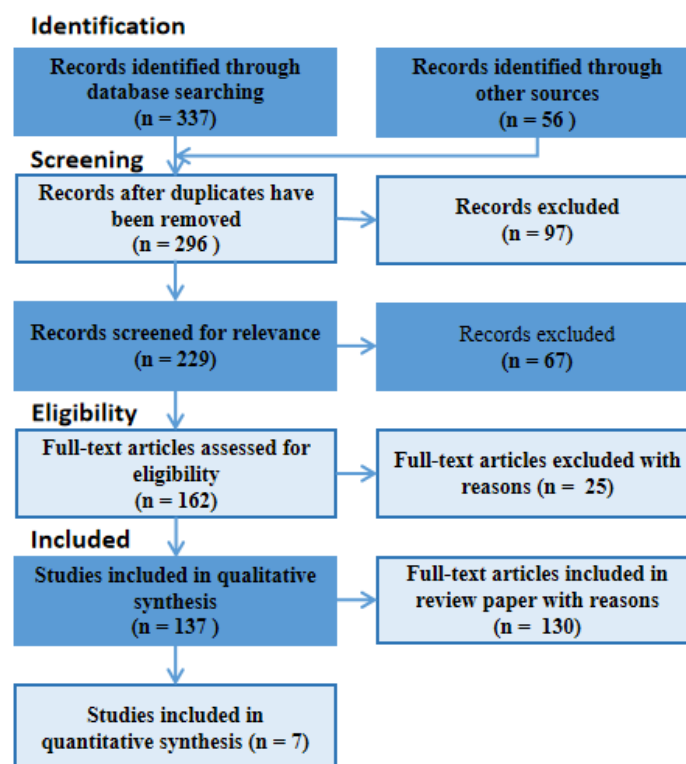 Identification
Records identified through
database searching
(n = 337)
Records identified through
other sources
(n = 56 )
Screening
Records after duplicates have
been removed
(n = 296 )
Records excluded
(n = 97)
Records screened for relevance
(n = 229)
Records excluded
(n = 67)
Eligibility
Full-text articles assessed for
eligibility
(n = 162)
Full-text articles excluded with
reasons (n =  25)
Included
Studies included in qualitative
synthesis
(n = 137 )
Full-text articles included in
review paper with reasons
(n =  130)
Studies included in
quantitative synthesis (n = 7)